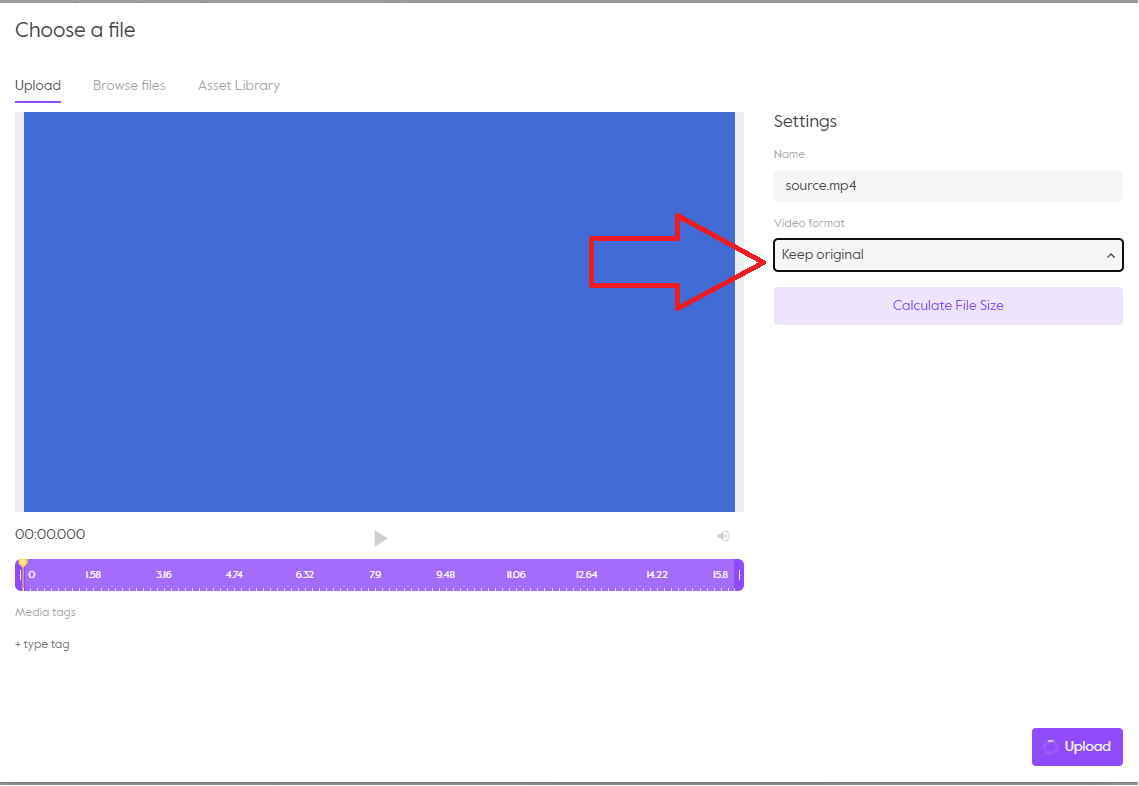 Choose a file
Upload Browse files Asset Library
Settings
Name
source.mp4
Video format
Keep original
Calculate File Size
00:00.000
0 1.58 3.16 4.74 6.32 7.9 9.48 11.06 12.64 14.22 15.8
Media tags
+ type tag
Upload